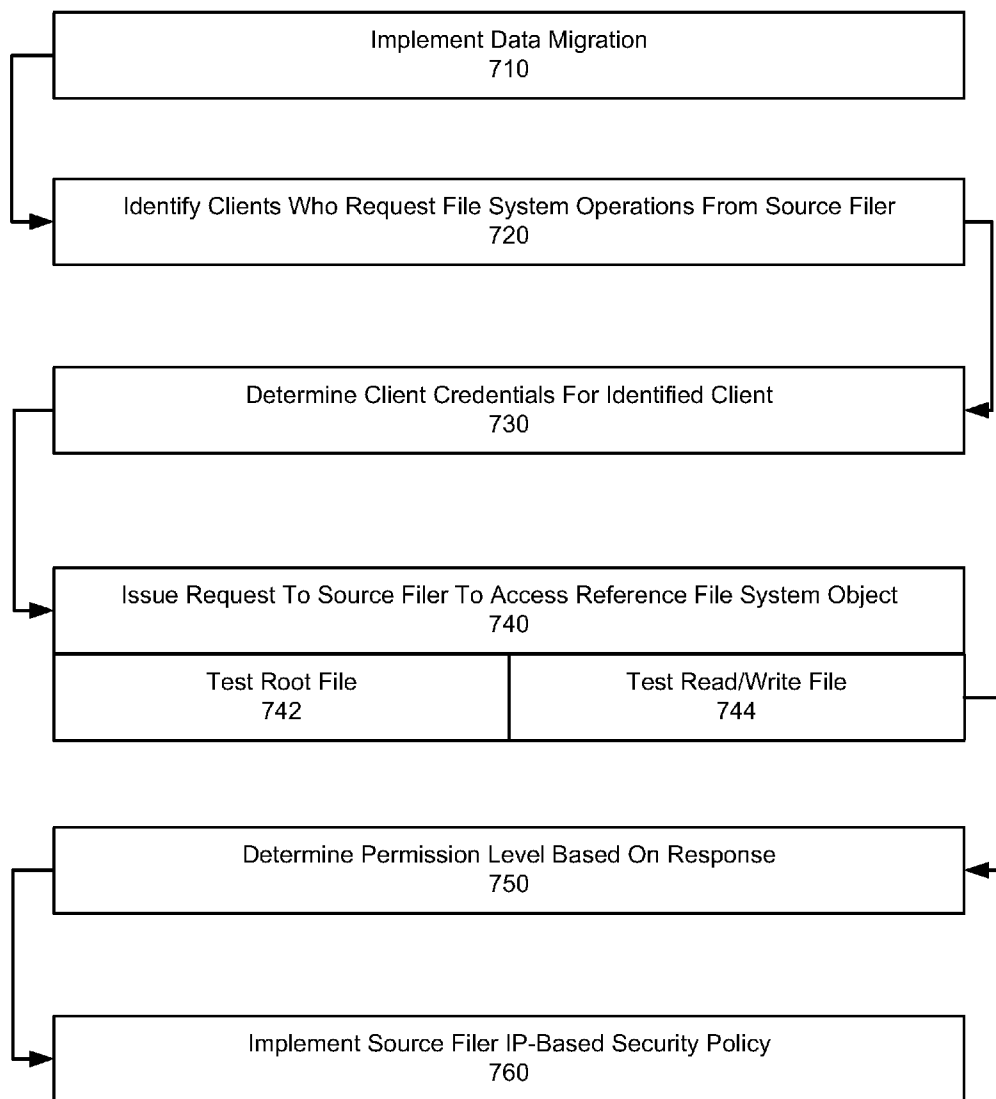 Implement Data Migration
710
Identify Clients Who Request File System Operations From Source Filer
720
Determine Client Credentials For Identified Client
730
Issue Request To Source Filer To Access Reference File System Object
740
Test Root File
742
Test Read/Write File
744
Determine Permission Level Based On Response
750
Implement Source Filer IP-Based Security Policy
760